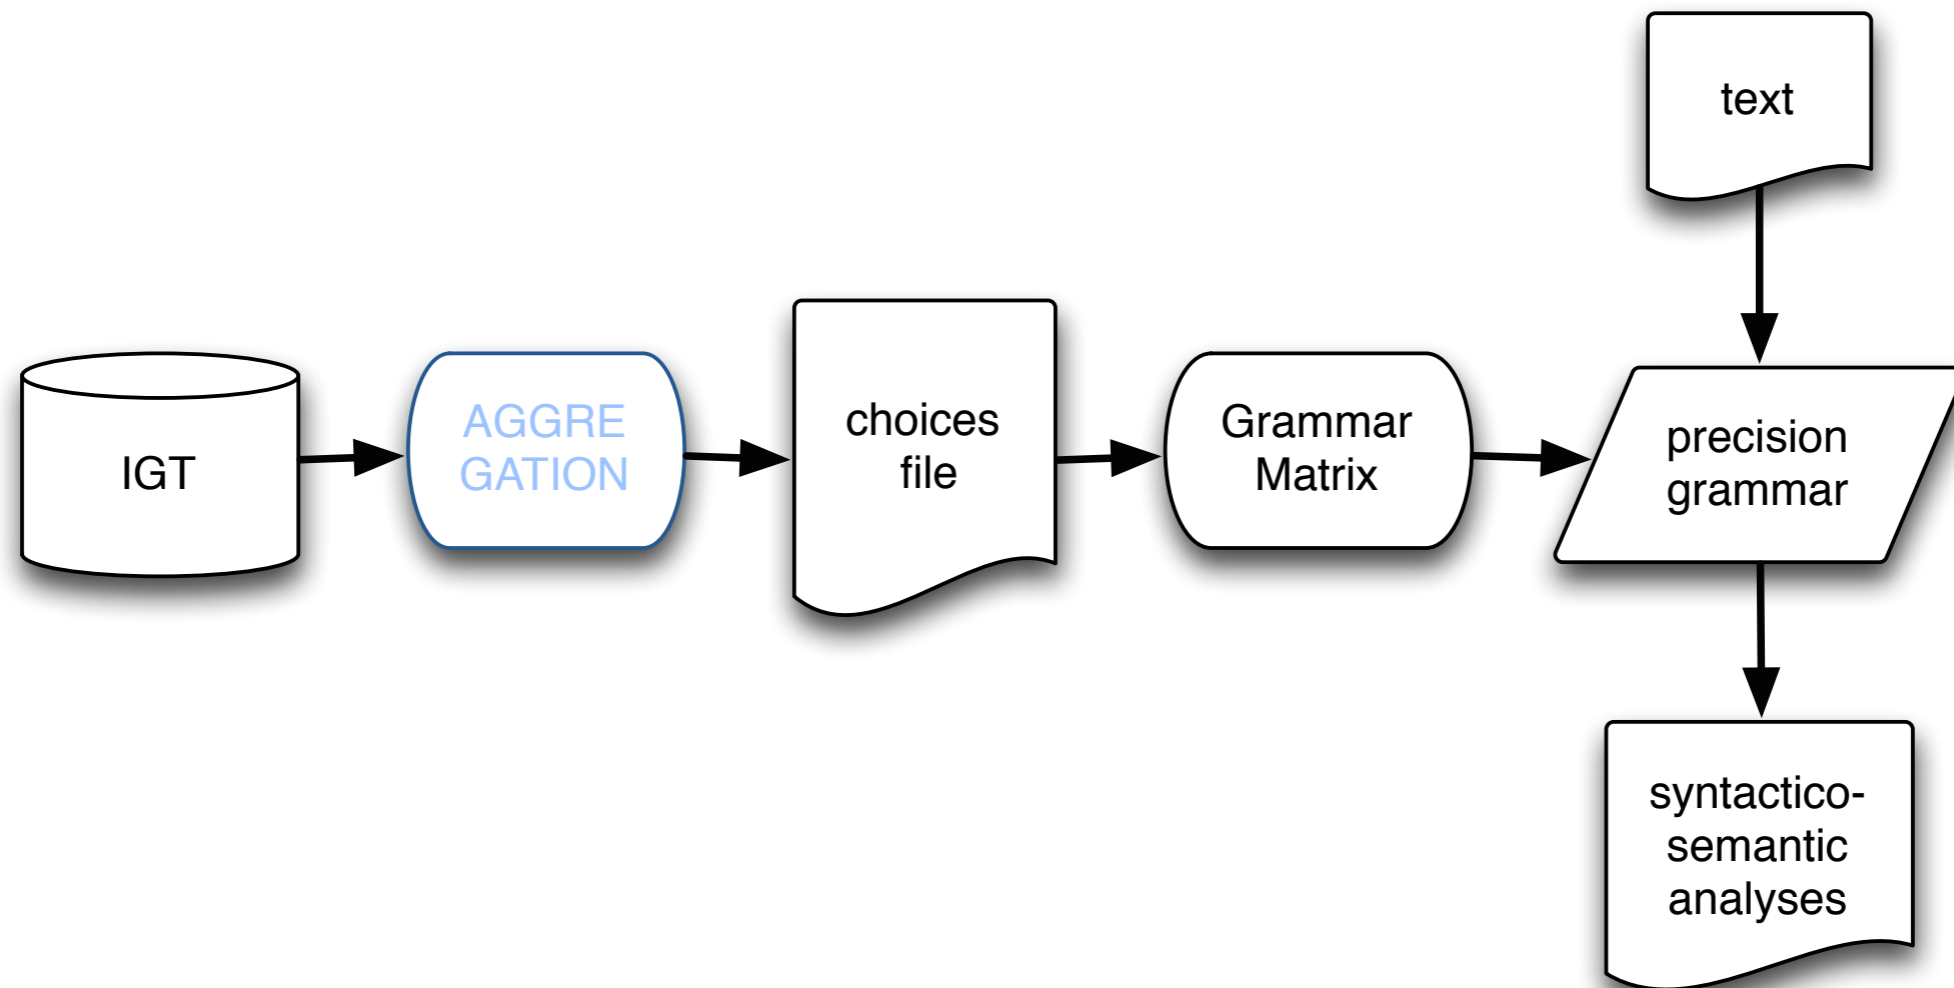 text
IGT
AGGRE
GATION
choices
file
Grammar
Matrix
precision
grammar
syntactico-
semantic
analyses